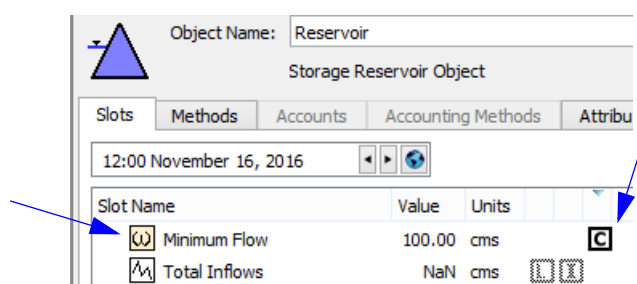 Object Name: Reservoir
Storage Reservoir Object
Slots Methods Accounts Accounting Methods Attribu
12:00 November 16, 2016
Slot Name Value Units
ω Minimum Flow 100.00 cms C
Total Inflows NaN cms L I